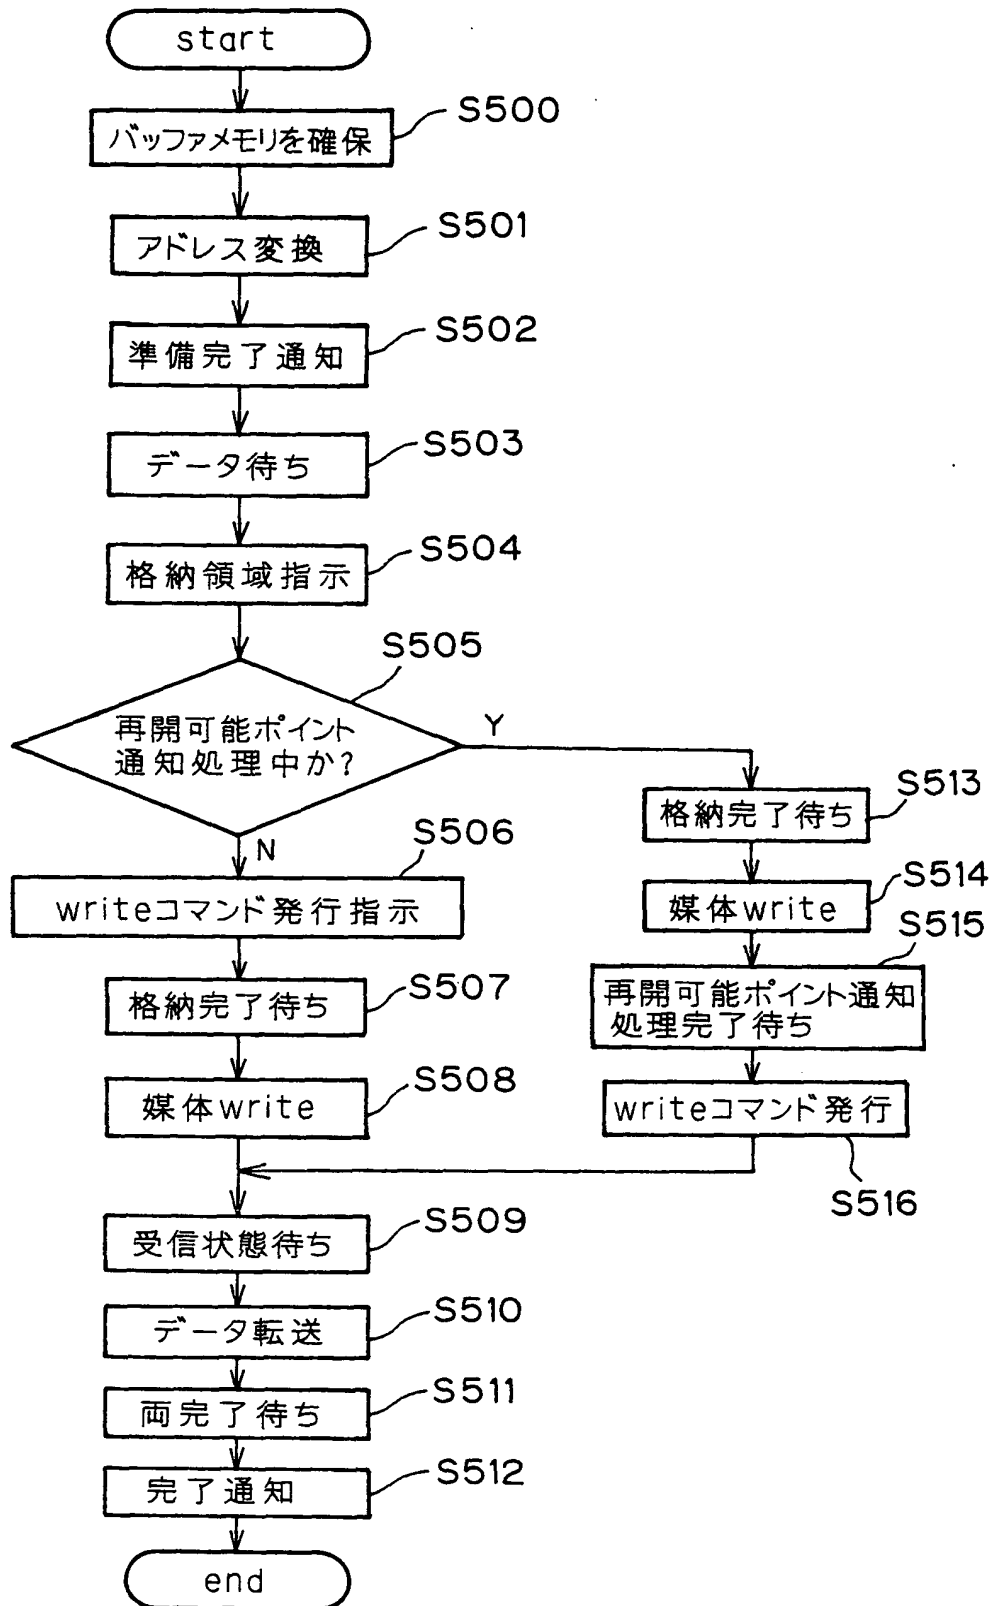 start
S500
バッファメモリを確保
S501
アドレス変換
S502
準備完了通知
S503
データ待ち
S504
格納領域指示
S505
再開可能ポイント
通知処理中か?
Y
N
S506
writeコマンド発行指示
S507
格納完了待ち
S508
媒体write
S513
格納完了待ち
S514
媒体write
S515
再開可能ポイント通知
処理完了待ち
writeコマンド発行
S516
S509
受信状態待ち
S510
データ転送
S511
両完了待ち
S512
完了通知
end